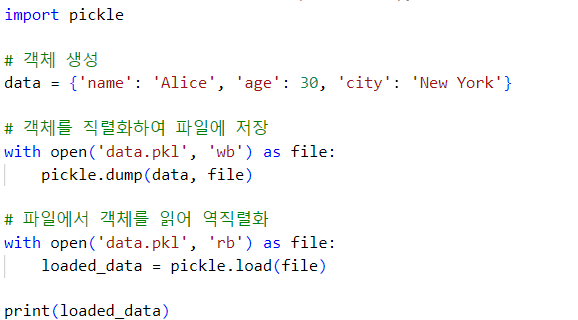 import pickle
# 객체 생성
data = {'name': 'Alice', 'age': 30, 'city': 'New York'}
# 객체를 직렬화하여 파일에 저장
with open('data.pkl', 'wb') as file:
    pickle.dump(data, file)
# 파일에서 객체를 읽어 역직렬화
with open('data.pkl', 'rb') as file:
    loaded_data = pickle.load(file)
print(loaded_data)